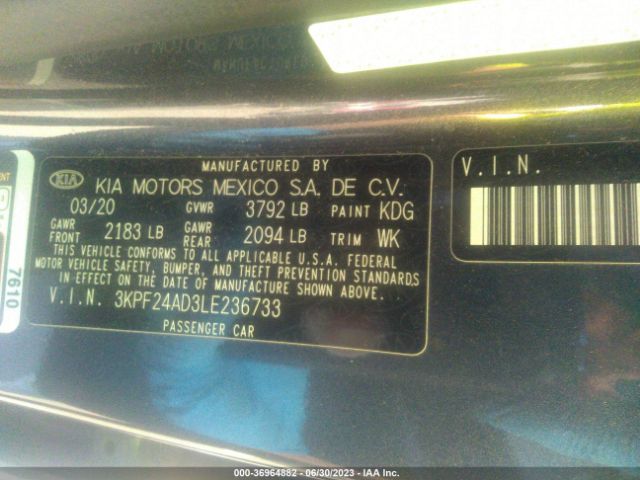 MANUFACTURED BY
KIA KIA MOTORS MEXICO S.A. DE C.V.
03/20 GVWR 3792 LB PAINT KDG
GAWR FRONT 2183 LB GAWR REAR 2094 LB TRIM WK
THIS VEHICLE CONFORMS TO ALL APPLICABLE U.S.A. FEDERAL
MOTOR VEHICLE SAFETY, BUMPER, AND THEFT PREVENTION STANDARDS
IN EFFECT ON THE DATE OF MANUFACTURE SHOWN ABOVE.
V.I.N. 3KPF24AD3LE236733
PASSENGER CAR
V.I.N.
7610
000-36964882 - 06/30/2023 - IAA Inc.